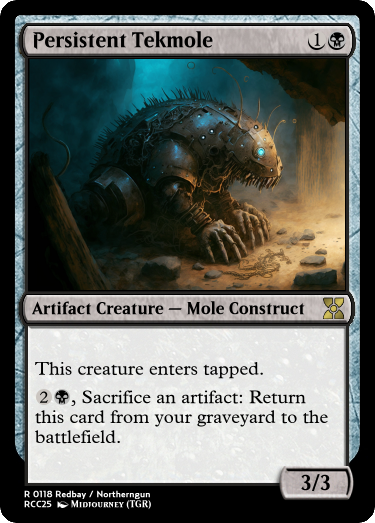 Persistent Tekmole 1
Artifact Creature — Mole Construct
This creature enters tapped.
2, Sacrifice an artifact: Return
this card from your graveyard to the
battlefield.
3/3
R 0118 Redbay / Northerngun
RCC25 Midjourney (TGR)